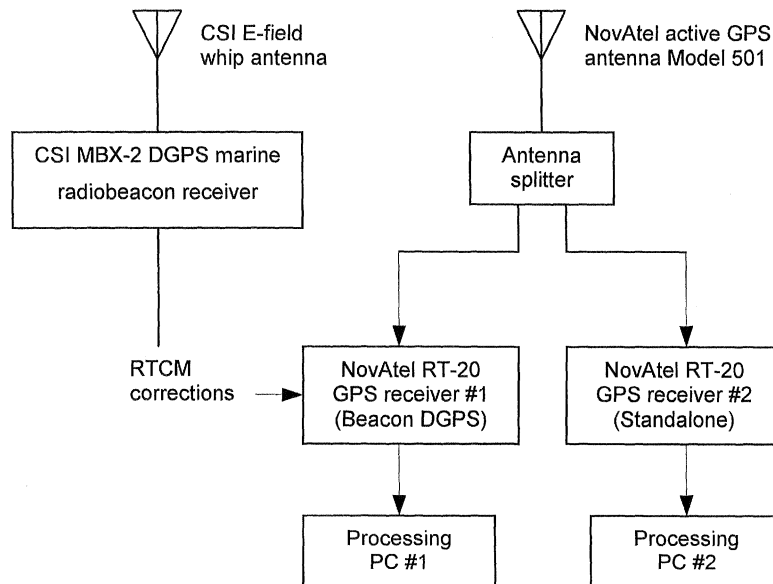 CSI E-field
whip antenna
NovAtel active GPS
antenna Model 501
CSI MBX-2 DGPS marine
radiobeacon receiver
Antenna
splitter
RTCM
corrections
NovAtel RT-20
GPS receiver #1
(Beacon DGPS)
NovAtel RT-20
GPS receiver #2
(Standalone)
Processing
PC #1
Processing
PC #2